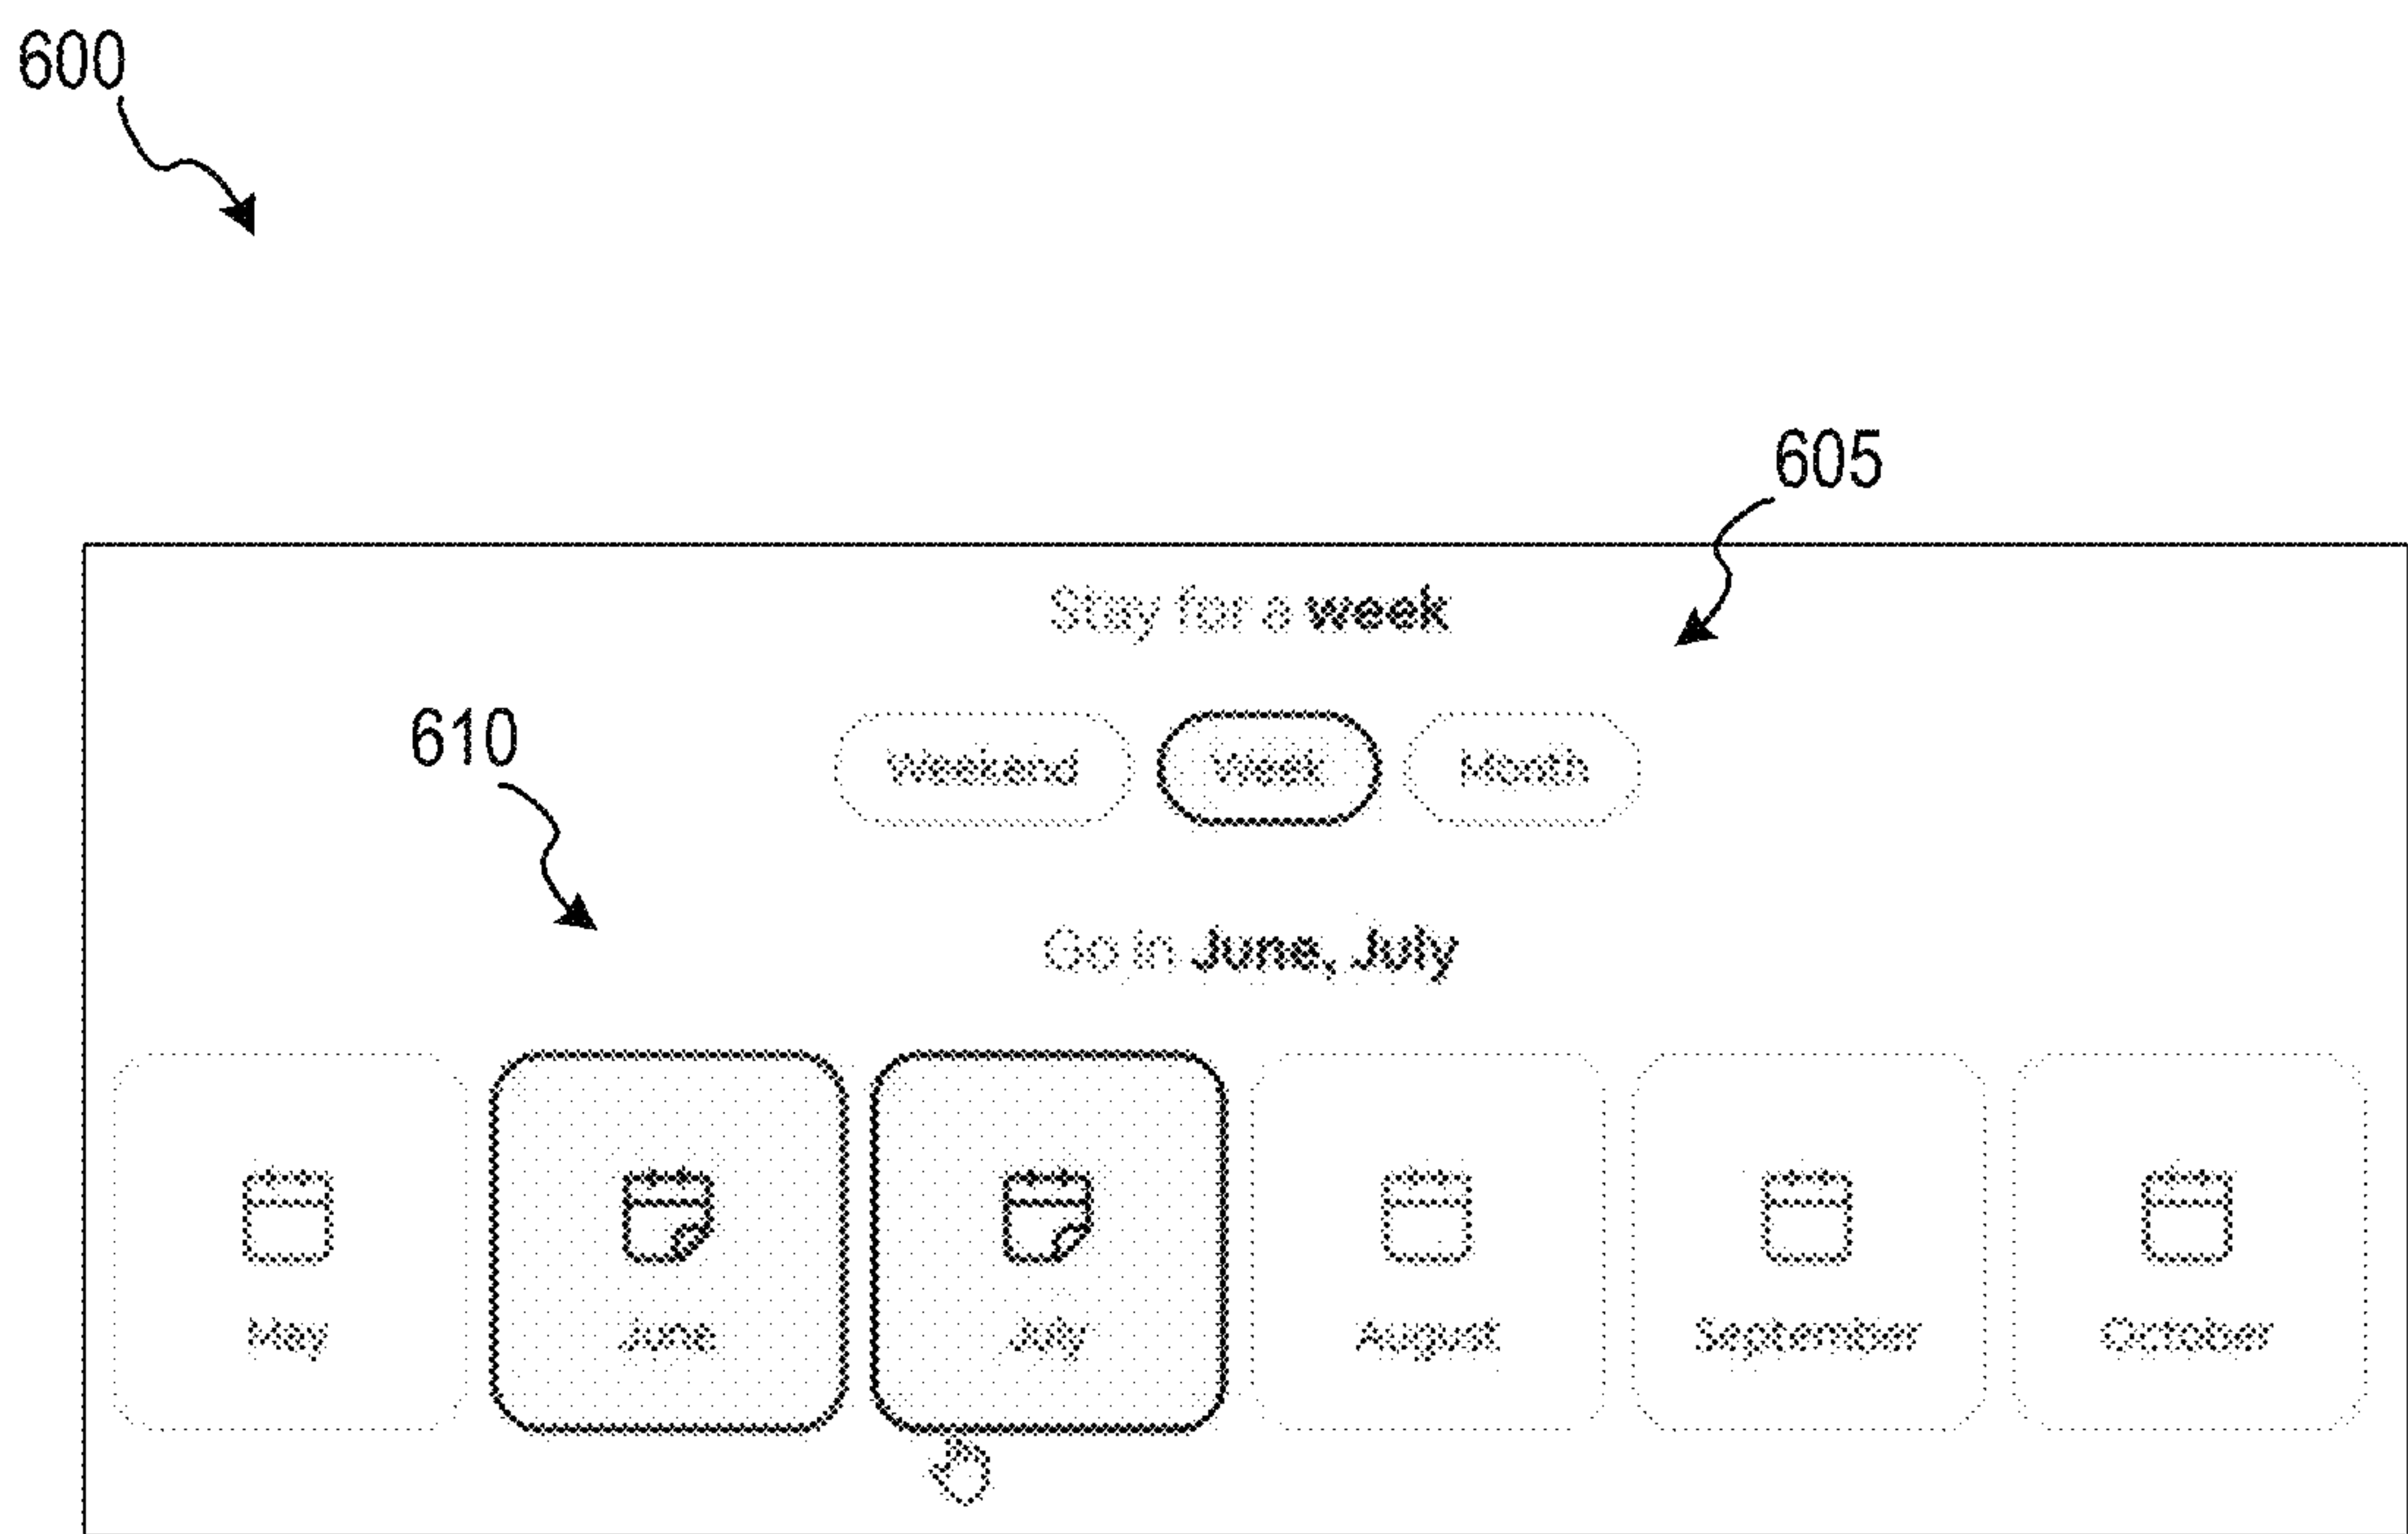 600
605
Stay for a week
610
Weekend Week Month
Go in June, July
May June July August September October